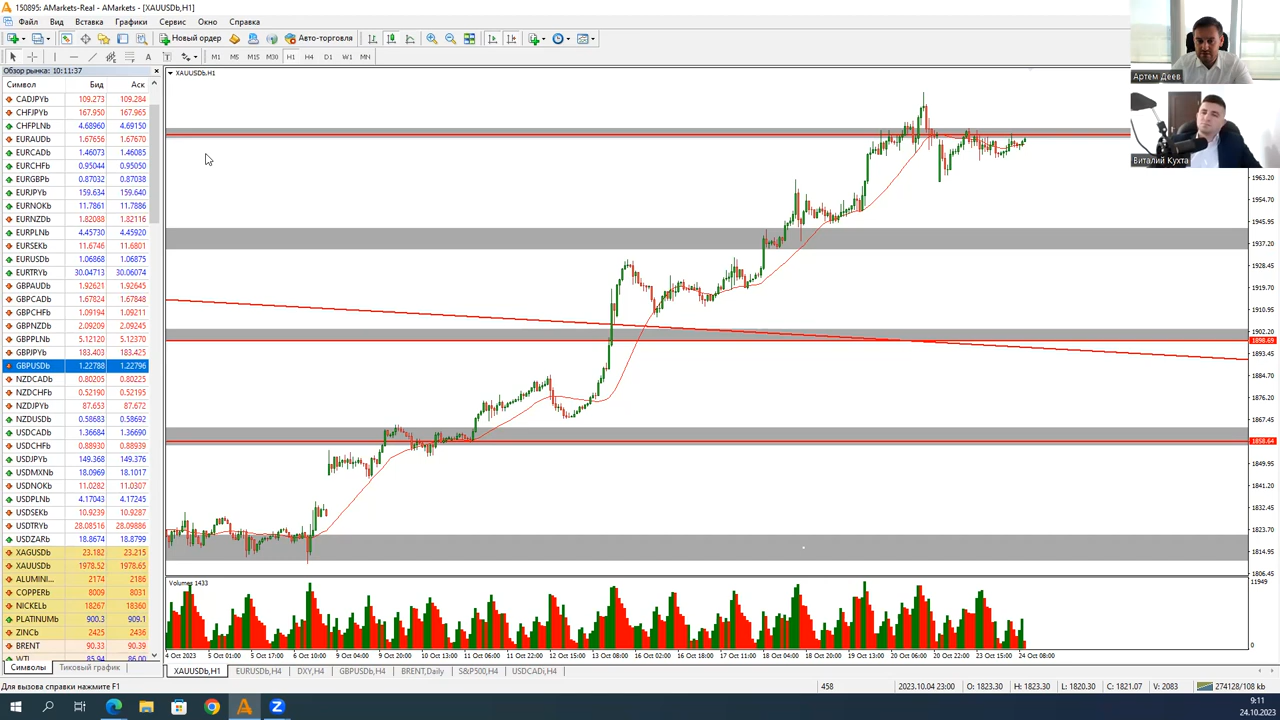 150895: AMarkets-Real - AMarkets - [XAUUSDb,H1]
Файл Вид Вставка Графики Сервис Окно Справка
Новый ордер Авто-торговля
M1 M5 M15 M30 H1 H4 D1 W1 MN
Обзор рынка: 10:11:37
Символ Бид Аск
CADJPYb 109.273 109.284
CHFJPYb 167.950 167.965
CHFPLNb 4.68960 4.69150
EURAUDb 1.67656 1.67670
EURCADb 1.46073 1.46085
EURCHFb 0.95044 0.95050
EURGBPb 0.87032 0.87038
EURJPYb 159.634 159.640
EURNOKb 11.7861 11.7886
EURNZDb 1.82088 1.82116
EURPLNb 4.45730 4.45920
EURSEKb 11.6746 11.6801
EURUSDb 1.06868 1.06875
EURTRYb 30.04713 30.06074
GBPAUDb 1.92621 1.92645
GBPCADb 1.67824 1.67848
GBPCHFb 1.09194 1.09211
GBPNZDb 2.09209 2.09245
GBPPLNb 5.12120 5.12370
GBPJPYb 183.403 183.425
GBPUSDb 1.22788 1.22796
NZDCADb 0.80205 0.80225
NZDCHFb 0.52190 0.52195
NZDJPYb 87.653 87.672
NZDUSDb 0.58683 0.58692
USDCADb 1.36684 1.36690
USDCHFb 0.88930 0.88939
USDJPYb 149.368 149.376
USDMXNb 18.0969 18.1017
USDNOKb 11.0282 11.0307
USDPLNb 4.17043 4.17245
USDSEKb 10.9239 10.9287
USDTRYb 28.08516 28.09886
USDZARb 18.8674 18.8799
XAGUSDb 23.182 23.215
XAUUSDb 1978.52 1978.65
ALUMINI... 2174 2186
COPPERb 8009 8031
NICKELb 18267 18360
PLATINUMb 900.3 909.1
ZINCb 2425 2436
BRENT 90.33 90.39
WTI 85.94 86.00
Символы Тиковый график
XAUUSDb,H1
Артем Деев
Виталий Кухта
1963.20
1954.70
1945.95
1937.20
1928.45
1919.70
1910.95
1902.20
1898.69
1893.45
1884.70
1876.20
1867.45
1858.64
1849.95
1841.20
1832.45
1823.70
1814.95
1806.45
Volumes 1433
11949
0
4 Oct 2023 5 Oct 01:00 5 Oct 17:00 6 Oct 10:00 9 Oct 04:00 9 Oct 20:00 10 Oct 13:00 11 Oct 06:00 11 Oct 22:00 12 Oct 15:00 13 Oct 08:00 16 Oct 02:00 16 Oct 18:00 17 Oct 11:00 18 Oct 04:00 18 Oct 20:00 19 Oct 13:00 20 Oct 06:00 20 Oct 22:00 23 Oct 15:00 24 Oct 08:00
XAUUSDb,H1 EURUSDb,H4 DXY,H4 GBPUSDb,H4 BRENT,Daily S&P500,H4 USDCADi,H4
Для вызова справки нажмите F1
458 2023.10.04 23:00 O: 1823.30 H: 1823.30 L: 1820.30 C: 1821.07 V: 2083 274128/108 kb
9:11
24.10.2023